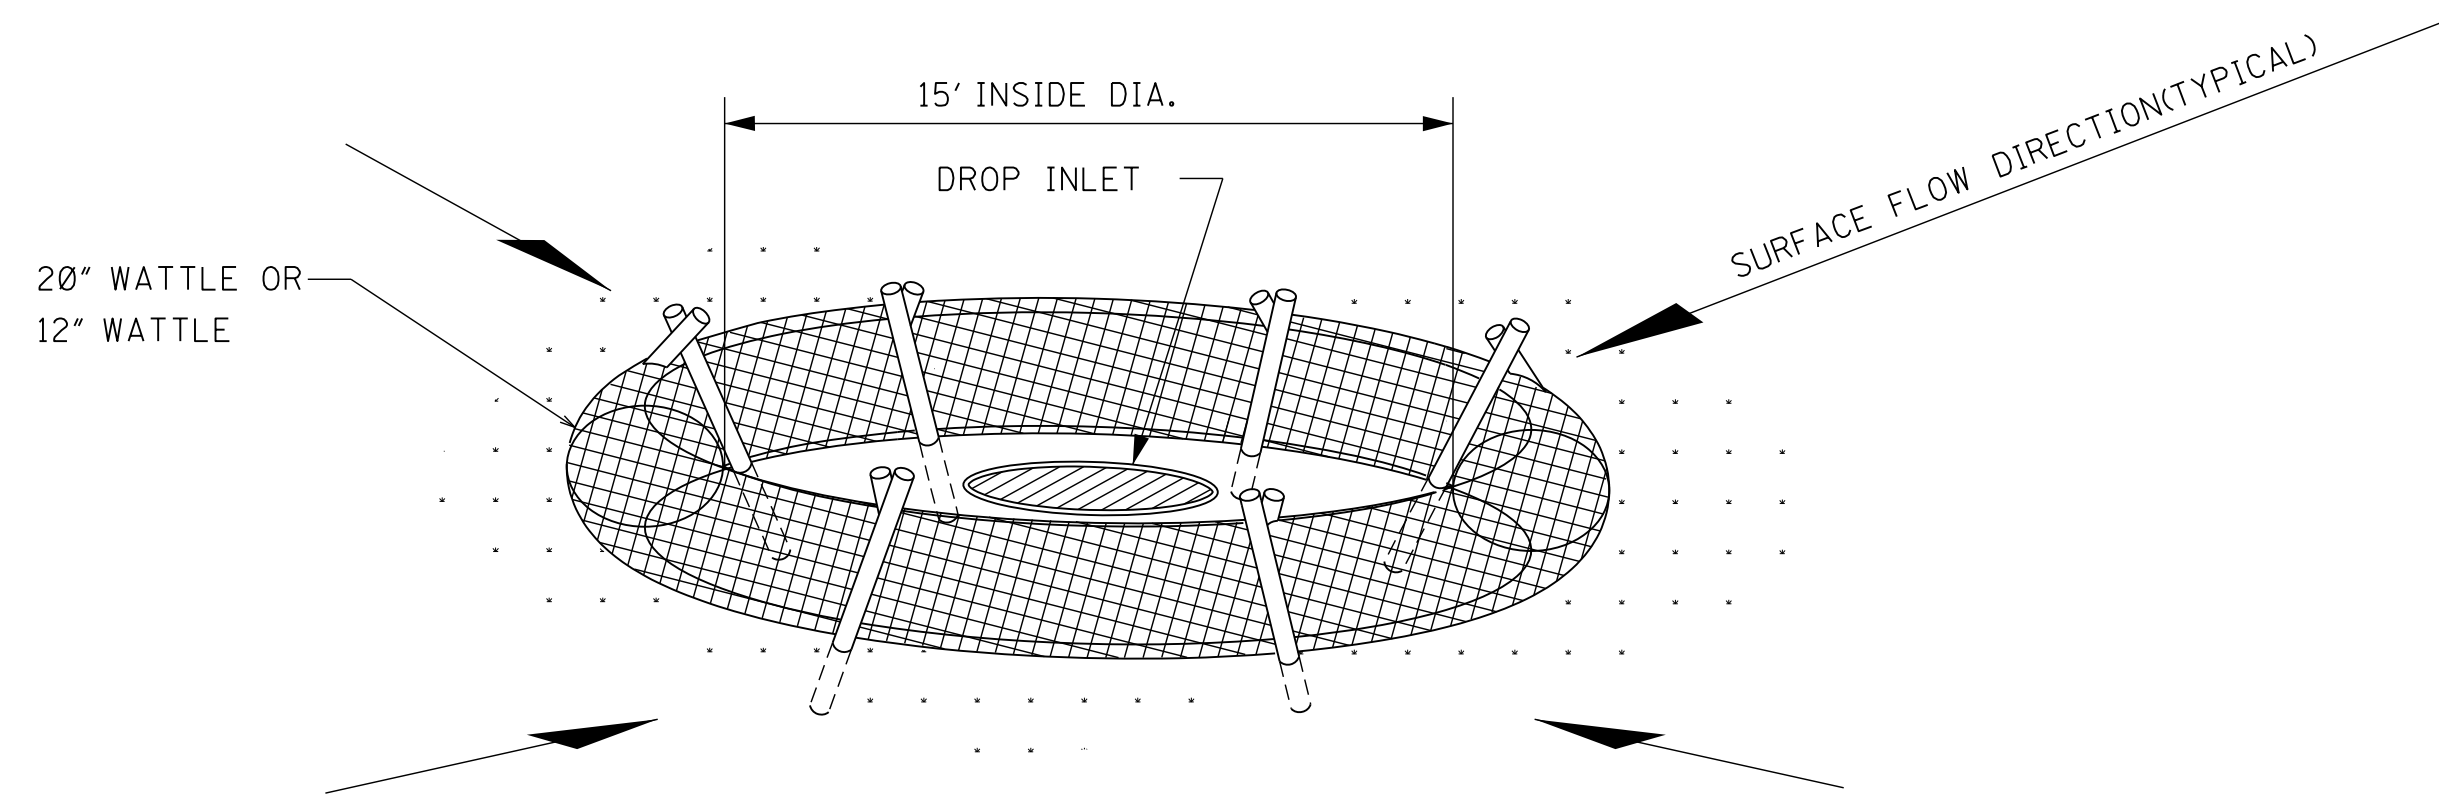 15' INSIDE DIA.
DROP INLET
SURFACE FLOW DIRECTION(TYPICAL)
20" WATTLE OR
12" WATTLE